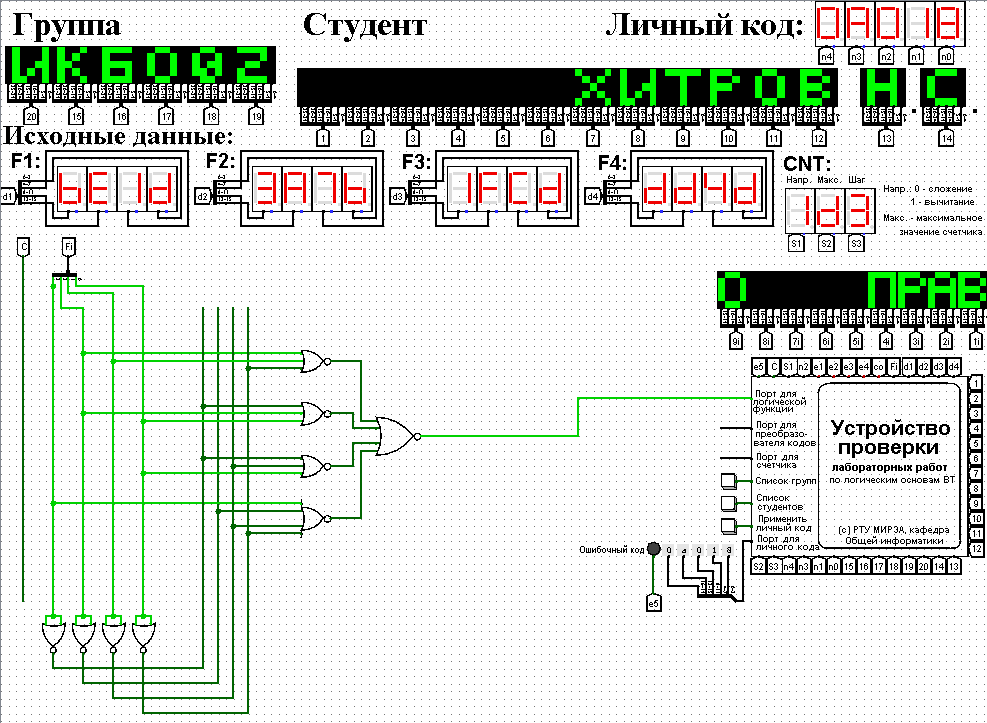 Группа Студент Личный код: 0A018
n4 n3 n2 n1 n0
ИКБО02 ХИТРОВ Н.С.
20 15 16 17 18 19
1 2 3 4 5 6 7 8 9 10 11 12 13 14
Исходные данные:
F1: F2: F3: F4: CNT:
d1 d2 d3 d4
Напр. Макс. Шаг
1d3
S1 S2 S3
Напр.: 0 - сложение
1 - вычитание
Макс. - максимальное
значение счетчика
C Fi
О ПРАВ
9i 8i 7i 6i 5i 4i 3i 2i 1i
e5 C S1 n2 e1 e2 e3 e4 co Fi d1 d2 d3 d4
Порт для
логической
функции
Порт для
преобразо-
вателя кодов
Порт для
счетчика
Список групп
Список
студентов
Применить
личный код
Порт для
личного кода
Устройство
проверки
лабораторных работ
по логическим основам ВТ
(с) РТУ МИРЭА, кафедра
Общей информатики
1
2
3
4
5
6
7
8
9
10
11
12
Ошибочный код 0 a 0 1 8
e5
S2 S3 n4 n3 n1 n0 15 16 17 18 19 20 14 13